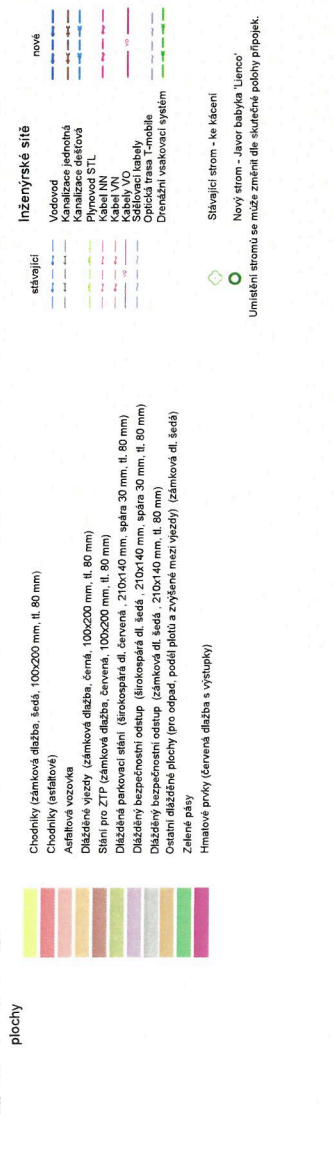 plochy
Chodníky (zámková dlažba, šedá, 100x200 mm, tl. 80 mm)
Chodníky (asfaltové)
Asfaltová vozovka
Dlážděné vjezdy (zámková dlažba, černá, 100x200 mm, tl. 80 mm)
Stání pro ZTP (zámková dlažba, červená, 100x200 mm, tl. 80 mm)
Dlážděná parkovací stání (širokospárá dl. červená , 210x140 mm, spára 30 mm, tl. 80 mm)
Dlážděný bezpečnostní odstup (širokospárá dl. šedá , 210x140 mm, spára 30 mm, tl. 80 mm)
Dlážděný bezpečnostní odstup (zámková dl. šedá , 210x140 mm, tl. 80 mm)
Ostatní dlážděné plochy (pro odpad, podél plotů a zvýšené mezi vjezdy) (zámková dl. šedá)
Zelené pásy
Hmatové prvky (červená dlažba s výstupky)
Inženýrské sítě
stávající
nové
Vodovod
Kanalizace jednotná
Kanalizace dešťová
Plynovod STL
Kabel NN
Kabel VN
Kabely VO
Sdělovací kabely
Optická trasa T-mobile
Drenážní vsakovací systém
Stávající strom - ke kácení
Nový strom - Javor babyka 'Lienco'
Umístění stromů se může změnit dle skutečné polohy přípojek.